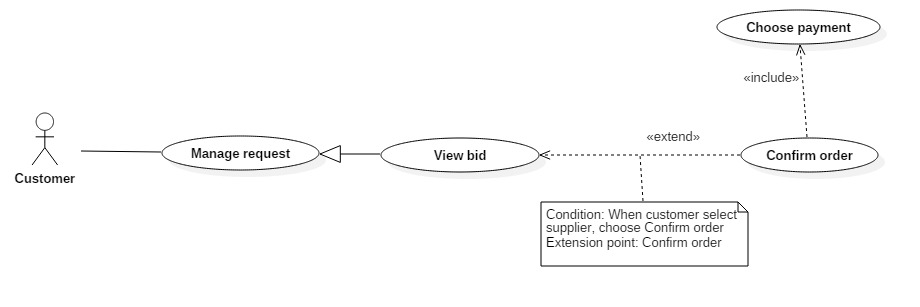 Choose payment
«include»
«extend»
Customer
Manage request
View bid
Confirm order
Condition: When customer select
supplier, choose Confirm order
Extension point: Confirm order